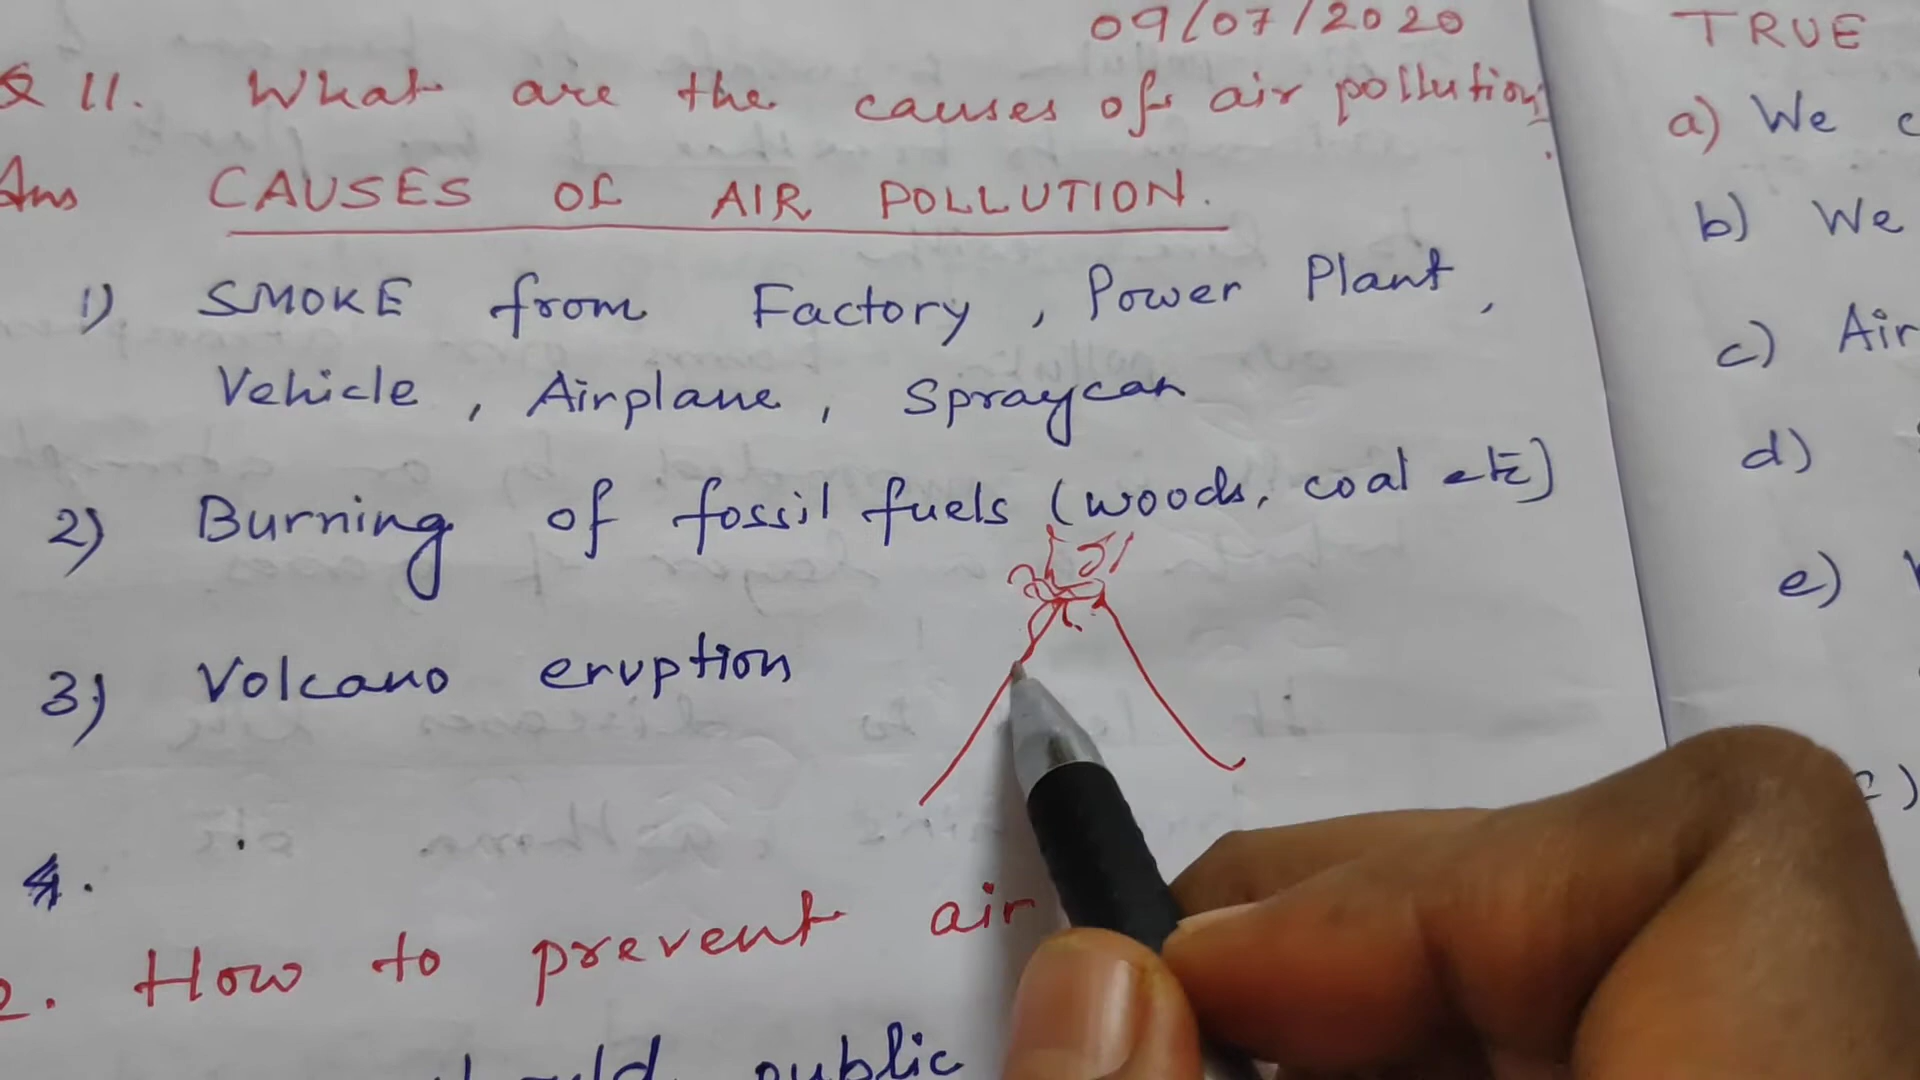 09/07/2020
Q 11. What are the causes of air pollution?
Ans CAUSES OF AIR POLLUTION.
1) SMOKE from Factory, Power Plant,
Vehicle, Airplane, Spraycan
2) Burning of fossil fuels (woods, coal etc)
3) Volcano eruption
4.
2. How to prevent air
public
TRUE
a) We c
b) We
c) Air
d)
e)